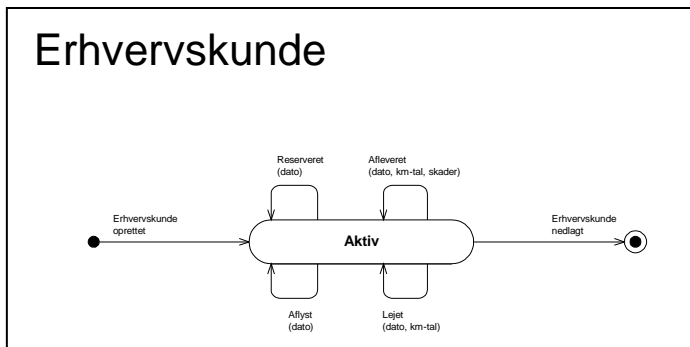 Erhvervskunde
Reserveret
(dato)
Afleveret
(dato, km-tal, skader)
Erhvervskunde
oprettet
Aktiv
Erhvervskunde
nedlagt
Aflyst
(dato)
Lejet
(dato, km-tal)